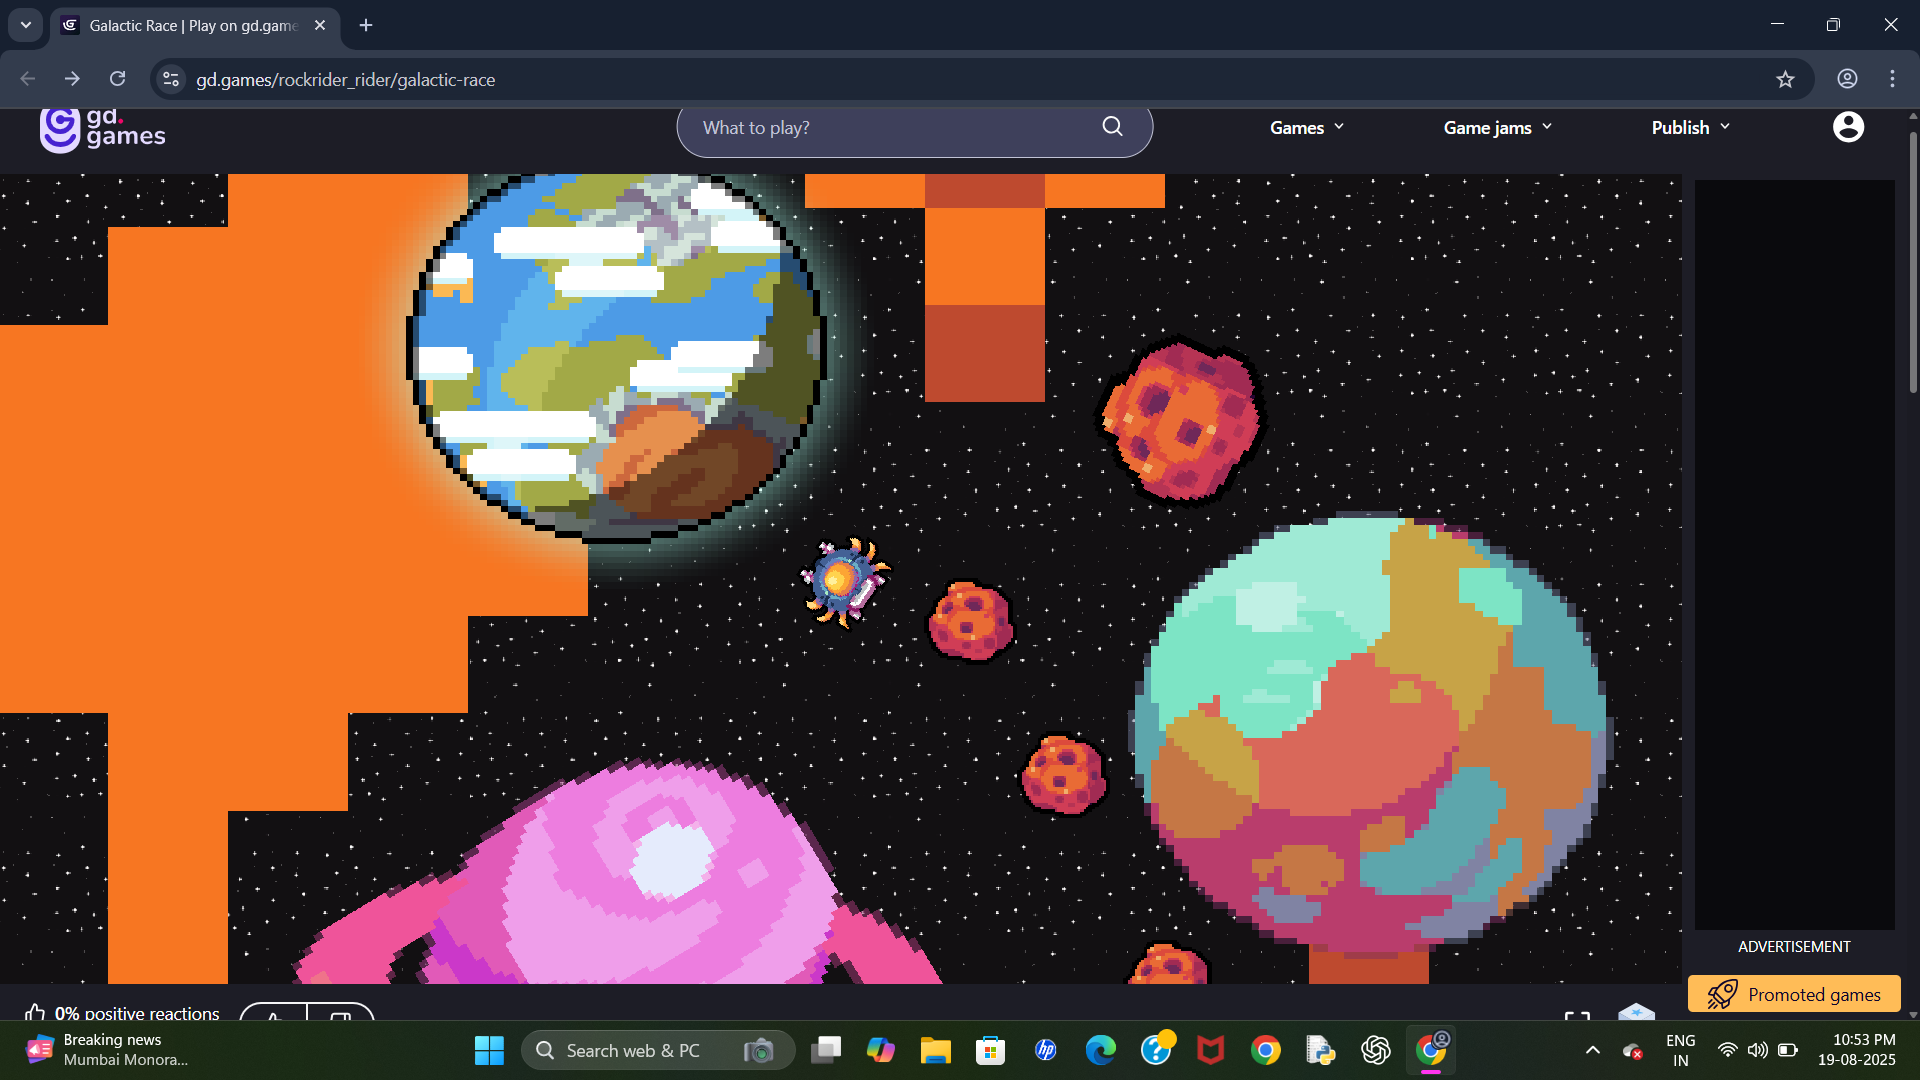 Galactic Race | Play on gd.game
gd.games/rockrider_rider/galactic-race
gd.
games
What to play?
Games
Game jams
Publish
ADVERTISEMENT
Promoted games
0% positive reactions
Breaking news
Mumbai Monora...
Search web & PC
hp
ENG
IN
10:53 PM
19-08-2025